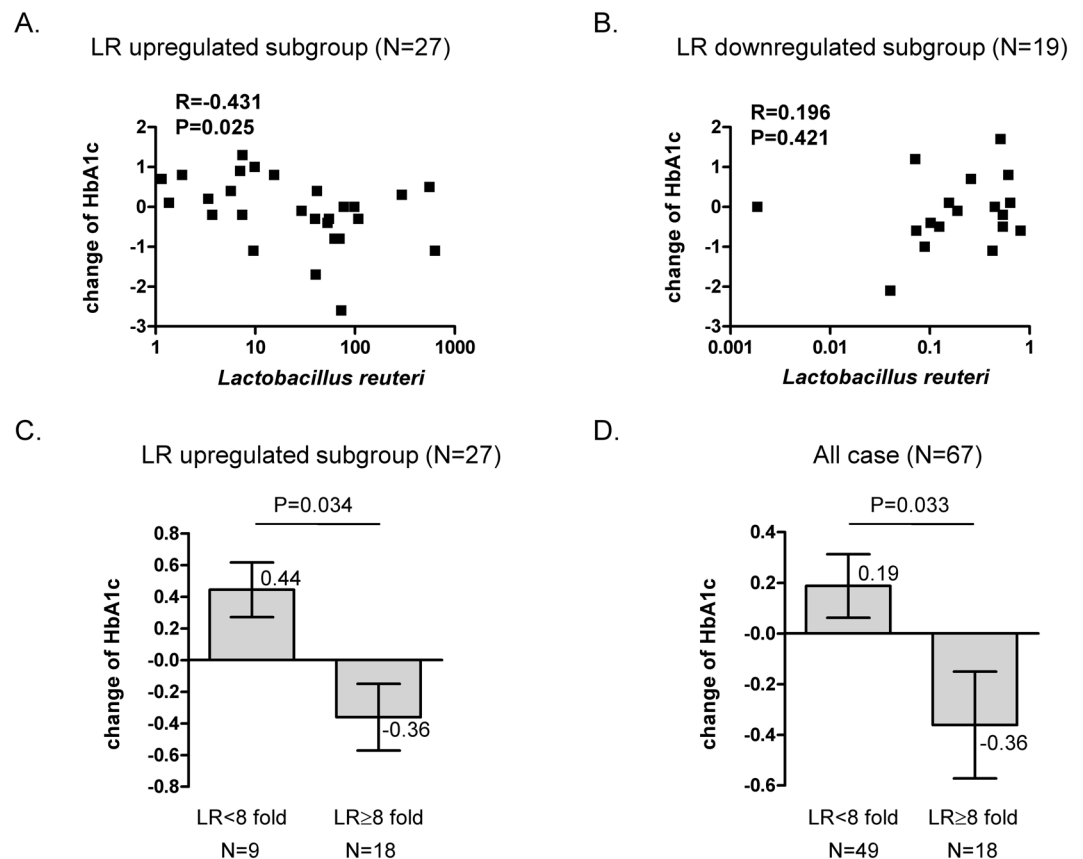 A.
LR upregulated subgroup (N=27)
R=-0.431
P=0.025
change of HbA1c
2
1
0
-1
-2
-3
1
10
100
1000
Lactobacillus reuteri
B.
LR downregulated subgroup (N=19)
R=0.196
P=0.421
change of HbA1c
2
1
0
-1
-2
-3
0.001
0.01
0.1
1
Lactobacillus reuteri
C.
LR upregulated subgroup (N=27)
P=0.034
change of HbA1c
0.8
0.6
0.4
0.2
-0.0
-0.2
-0.4
-0.6
-0.8
0.44
-0.36
LR<8 fold
LR≥8 fold
N=9
N=18
D.
All case (N=67)
P=0.033
change of HbA1c
0.4
0.2
-0.0
-0.2
-0.4
-0.6
0.19
-0.36
LR<8 fold
LR≥8 fold
N=49
N=18